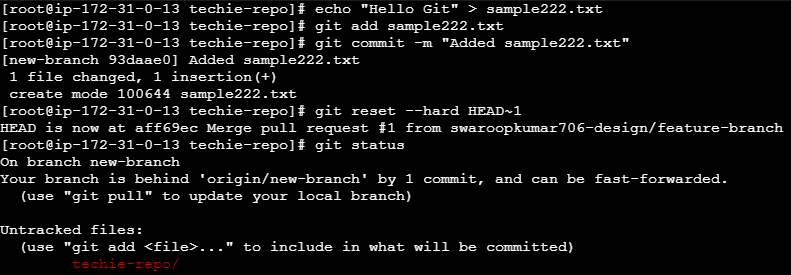 [root@ip-172-31-0-13 techie-repo]# echo "Hello Git" > sample222.txt
[root@ip-172-31-0-13 techie-repo]# git add sample222.txt
[root@ip-172-31-0-13 techie-repo]# git commit -m "Added sample222.txt"
[new-branch 93daae0] Added sample222.txt
 1 file changed, 1 insertion(+)
 create mode 100644 sample222.txt
[root@ip-172-31-0-13 techie-repo]# git reset --hard HEAD~1
HEAD is now at aff69ec Merge pull request #1 from swaroopkumar706-design/feature-branch
[root@ip-172-31-0-13 techie-repo]# git status
On branch new-branch
Your branch is behind 'origin/new-branch' by 1 commit, and can be fast-forwarded.
  (use "git pull" to update your local branch)

Untracked files:
  (use "git add <file>..." to include in what will be committed)
        techie-repo/